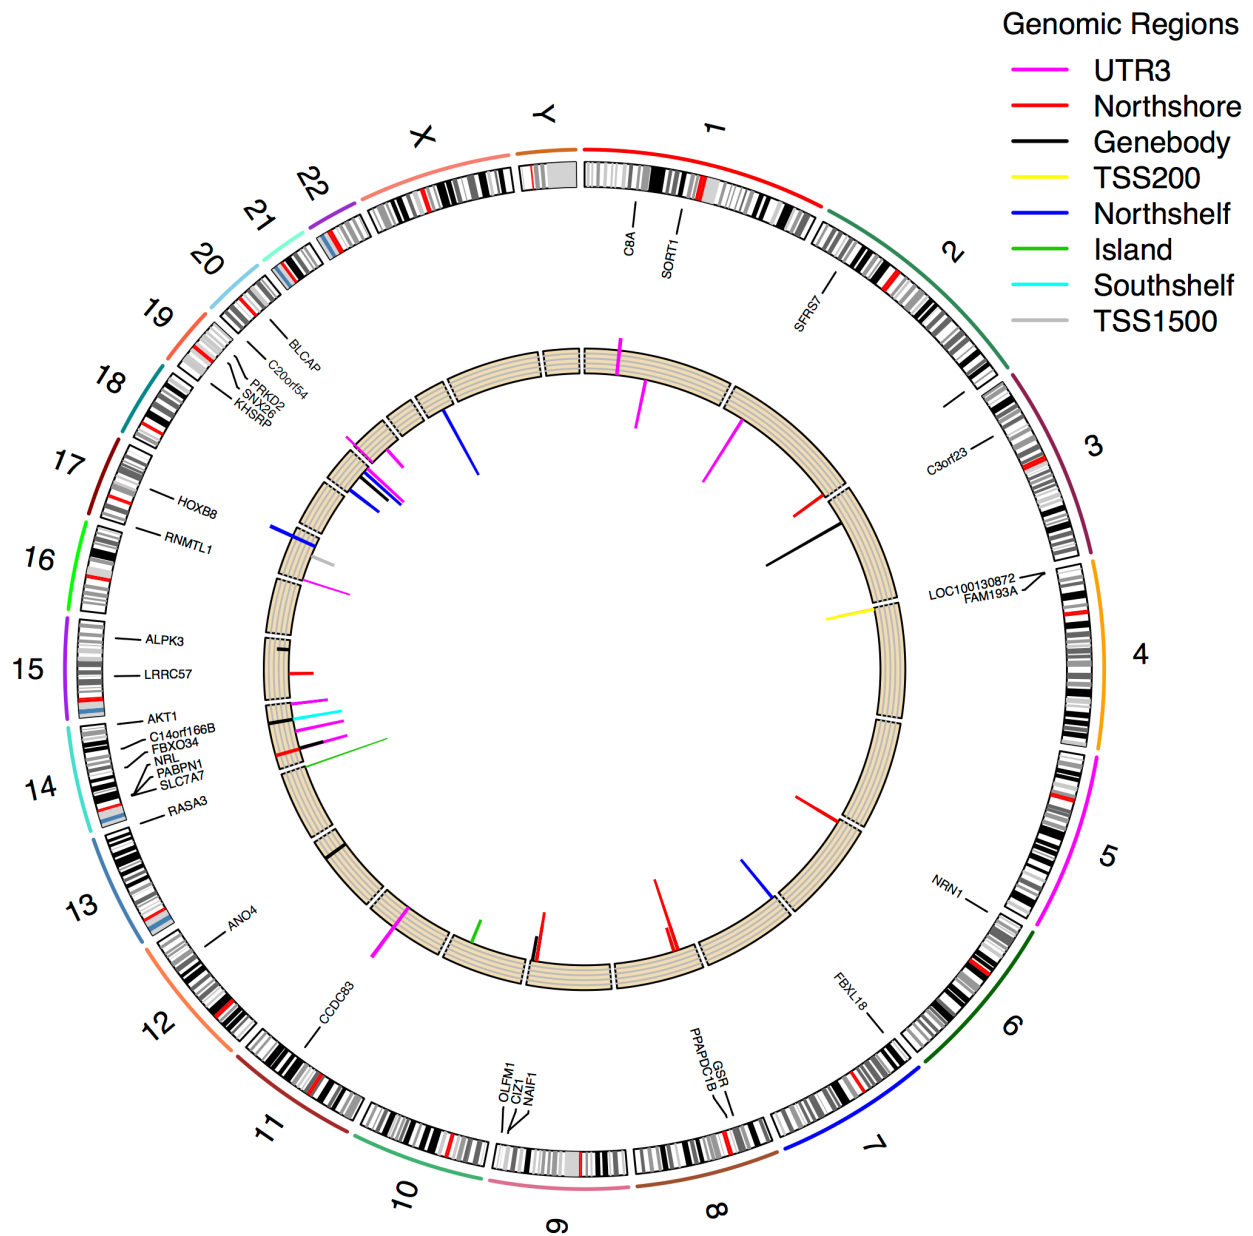 Genomic Regions
UTR3
Northshore
Genebody
TSS200
Northshelf
Island
Southshelf
TSS1500
1
2
3
4
5
6
7
8
9
10
11
12
13
14
15
16
17
18
19
20
21
22
X
Y
C8A
SORT1
SFRS7
C3orf23
LOC100130872
FAM193A
NRN1
FBXL18
GSR
PPAPDC1B
NAIF1
CIZ1
OLFM1
CCDC83
ANO4
RASA3
SLC7A7
PABPN1
NRL
FBXO34
C14orf166B
AKT1
LRRC57
ALPK3
RNMTL1
HOXB8
KHSRP
SNX26
PRKD2
C20orf54
BLCAP